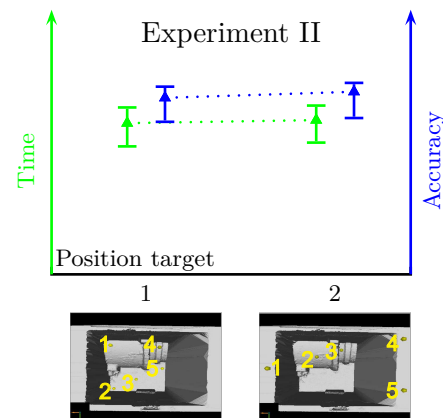 Experiment II
Time
Accuracy
Position target
1 2
1 4
5
2 3
1 2 3 4
5